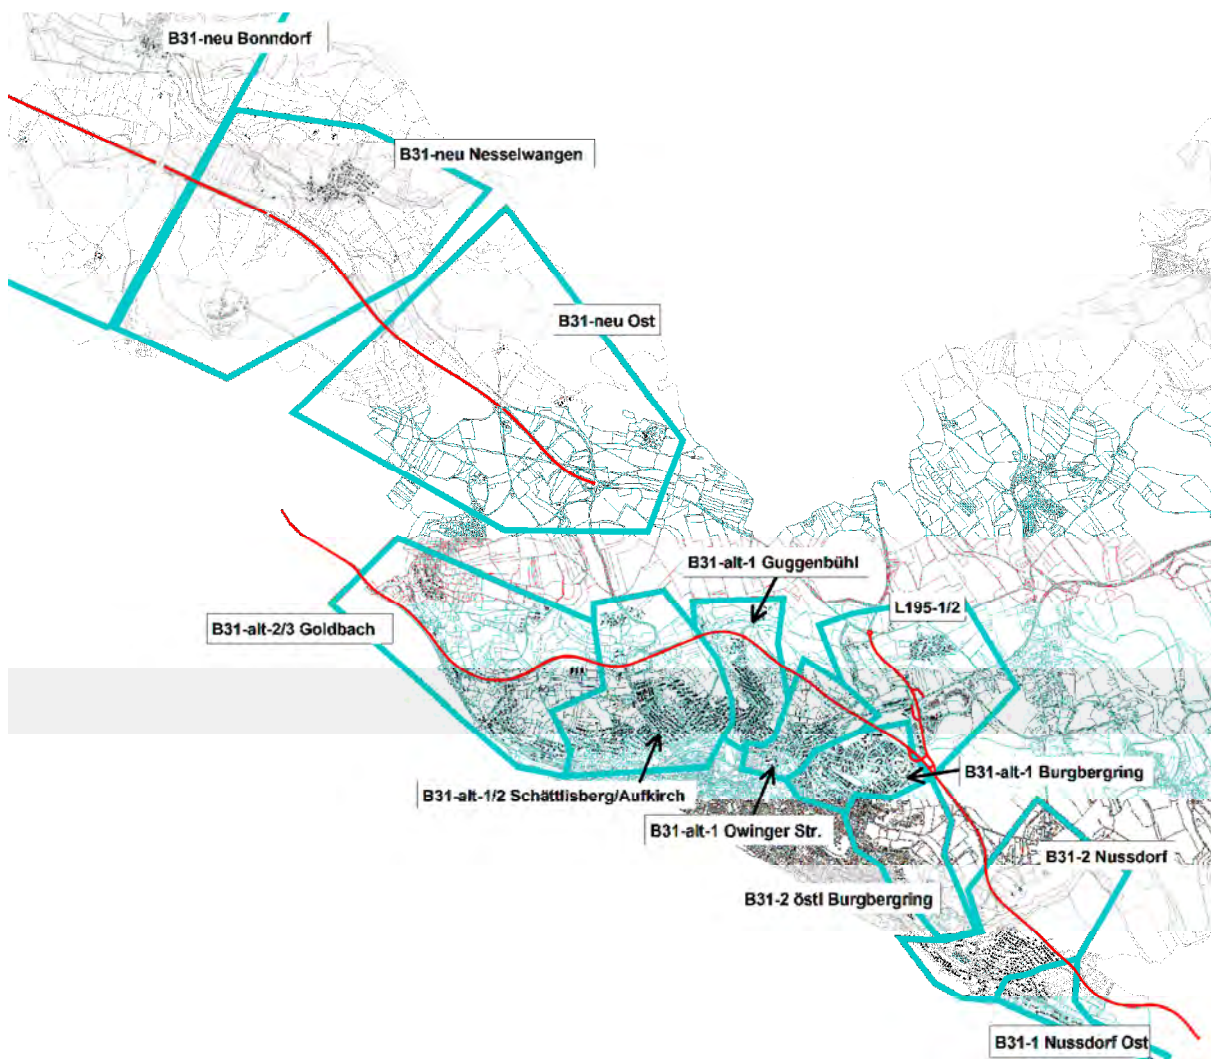 B31-neu Bonndorf
B31-neu Nesselwangen
B31-neu Ost
B31-alt-1 Guggenbühl
L195-1/2
B31-alt-2/3 Goldbach
B31-alt-1 Burgbergring
B31-alt-1/2 Schättlisberg/Aufkirch
B31-alt-1 Owinger Str.
B31-2 Nussdorf
B31-2 östl Burgbergring
B31-1 Nussdorf Ost